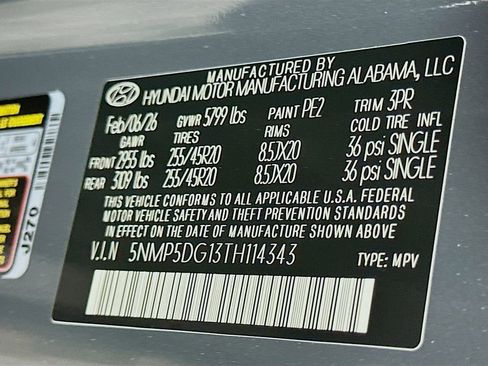 MANUFACTURED BY
HYUNDAI MOTOR MANUFACTURING ALABAMA, LLC
Feb/06/26 GVWR 5799 lbs PAINT PE2 TRIM 3PR
GAWR TIRES RIMS COLD TIRE INFL
FRONT 2955 lbs 255/45R20 8.5JX20 36 psi SINGLE
REAR 3109 lbs 255/45R20 8.5JX20 36 psi SINGLE
THIS VEHICLE CONFORMS TO ALL APPLICABLE U.S.A. FEDERAL
MOTOR VEHICLE SAFETY AND THEFT PREVENTION STANDARDS
IN EFFECT ON THE DATE OF MANUFACTURE SHOWN ABOVE.
V.I.N 5NMP5DG13TH114343 TYPE: MPV
J270